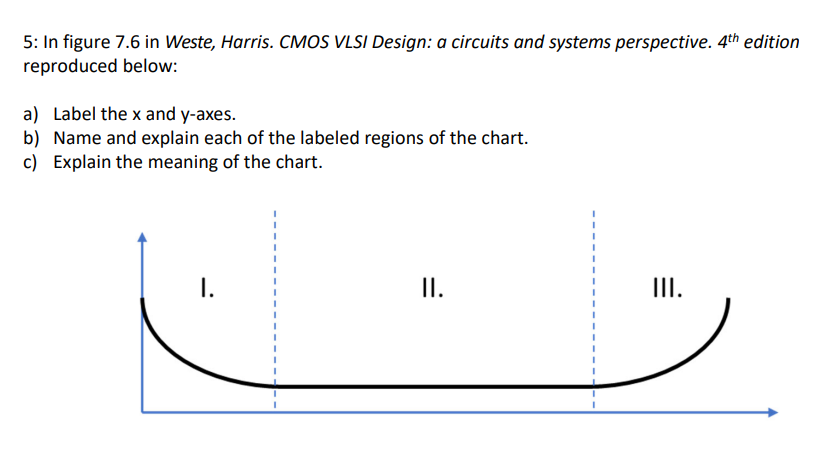 5: In figure 7.6 in Weste, Harris. CMOS VLSI Design: a circuits and systems perspective. 4th edition
reproduced below:
a) Label the x and y-axes.
b) Name and explain each of the labeled regions of the chart.
c) Explain the meaning of the chart.
I. II. III.